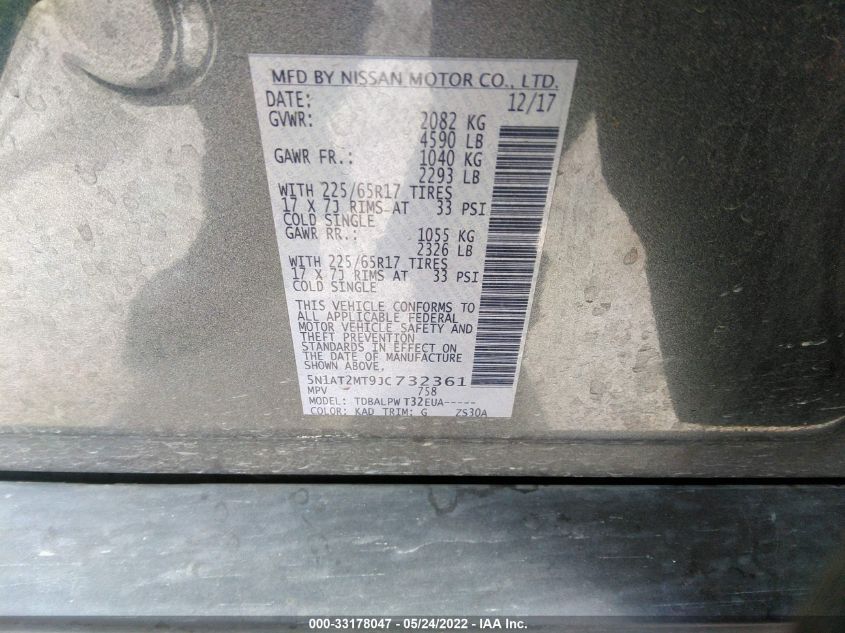 MFD BY NISSAN MOTOR CO., LTD.
DATE: 12/17
GVWR: 2082 KG
4590 LB
GAWR FR.: 1040 KG
2293 LB
WITH 225/65R17 TIRES
17 X 7J RIMS AT 33 PSI
COLD SINGLE
GAWR RR.: 1055 KG
2326 LB
WITH 225/65R17 TIRES
17 X 7J RIMS AT 33 PSI
COLD SINGLE
THIS VEHICLE CONFORMS TO
ALL APPLICABLE FEDERAL
MOTOR VEHICLE SAFETY AND
THEFT PREVENTION
STANDARDS IN EFFECT ON
THE DATE OF MANUFACTURE
SHOWN ABOVE.
5N1AT2MT9JC732361
MPV 758
MODEL: TDBALPW T32EUA-----
COLOR: KAD TRIM: G ZS30A
000-33178047 - 05/24/2022 - IAA Inc.